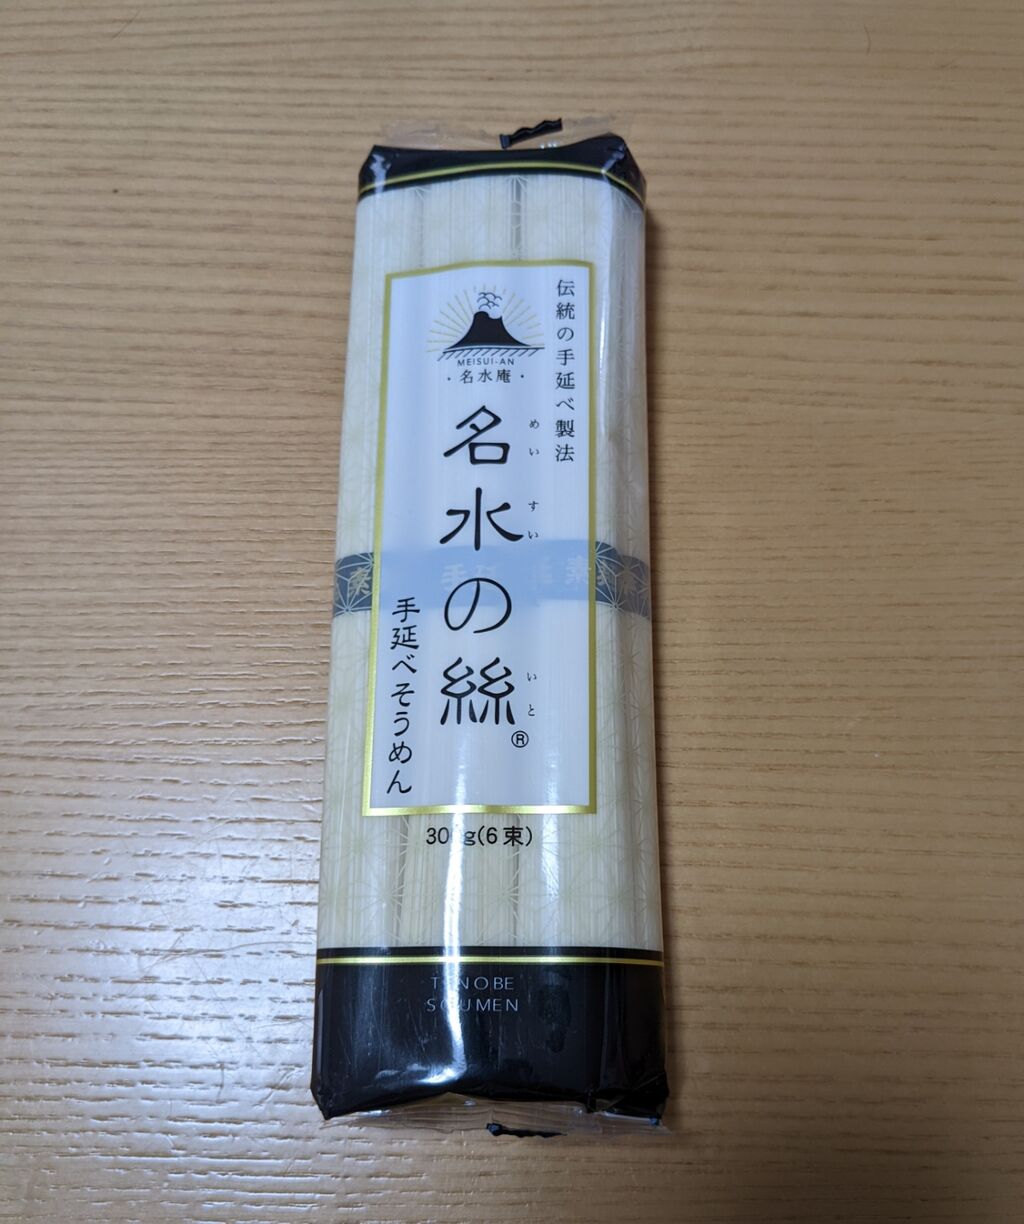 伝統の手延べ製法
MEISUI-AN
・名水庵・
名水の絲®
めい すい いと
手延べそうめん
300g(6束)
TENOBE
SOUMEN